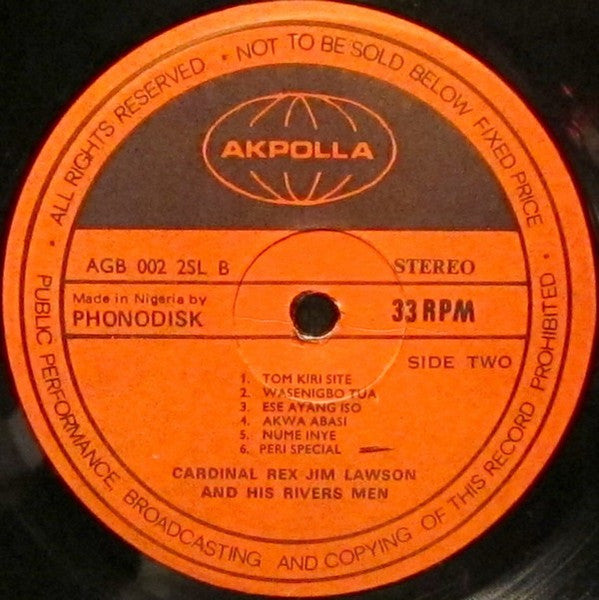 • ALL RIGHTS RESERVED • NOT TO BE SOLD BELOW FIXED PRICE •
AKPOLLA
AGB 002 2SL B
STEREO
Made in Nigeria by
PHONODISK
33 RPM
SIDE TWO
1. TOM KIRI SITE
2. WASENIGBO TUA
3. ESE AYANG ISO
4. AKWA ABASI
5. NUME INYE
6. PERI SPECIAL
CARDINAL REX JIM LAWSON
AND HIS RIVERS MEN
PUBLIC PERFORMANCE, BROADCASTING AND COPYING OF THIS RECORD PROHIBITED •